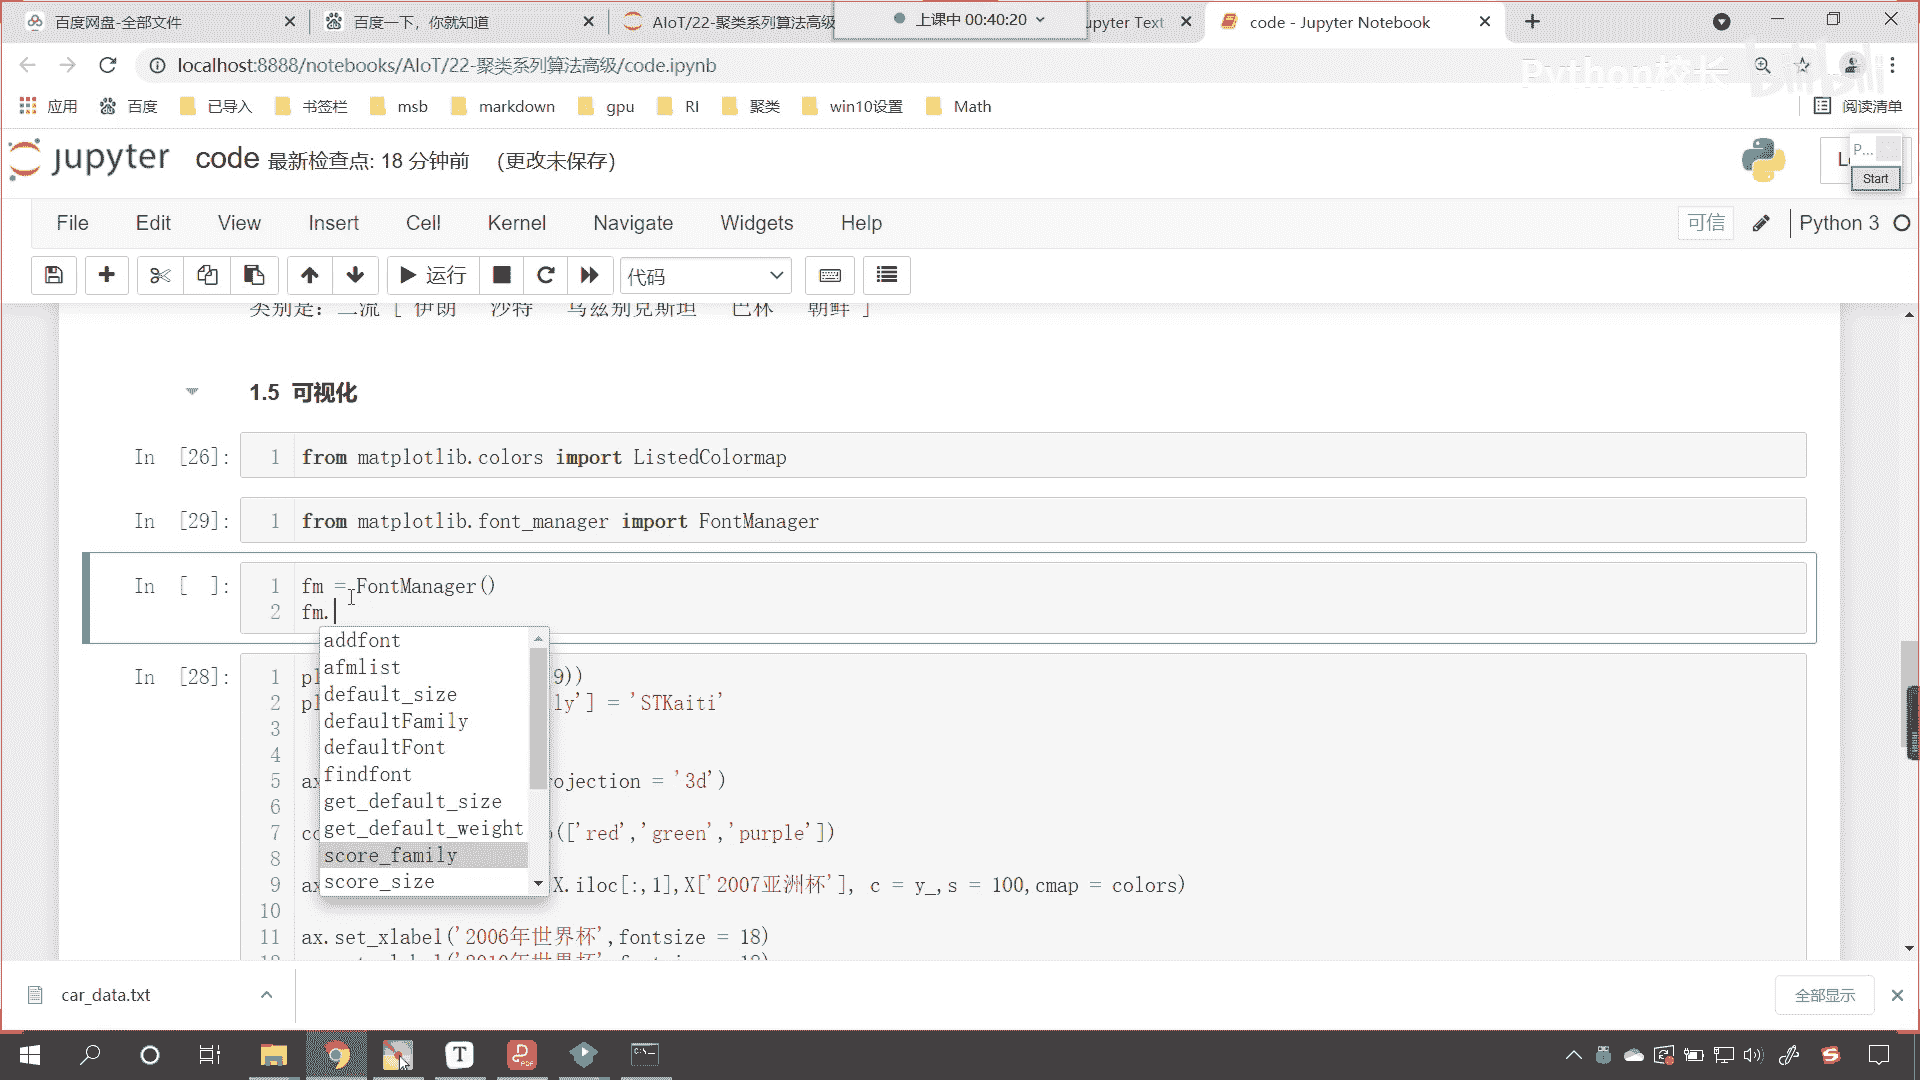 百度网盘-全部文件
百度一下，你就知道
AIoT/22-聚类系列算法高级
上课中 00:40:20
upyter Text
code - Jupyter Notebook
localhost:8888/notebooks/AIoT/22-聚类系列算法高级/code.ipynb
Python校长
bilibili
应用 百度 已导入 书签栏 msb markdown gpu RI 聚类 win10设置 Math 阅读清单
jupyter code 最新检查点: 18 分钟前 (更改未保存)
P...
Start
File Edit View Insert Cell Kernel Navigate Widgets Help 可信 Python 3
运行 代码
类别是: 二流 [ 伊朗 沙特 乌兹别克斯坦 巴林 朝鲜 ]
1.5 可视化
In [26]: 1 from matplotlib.colors import ListedColormap
In [29]: 1 from matplotlib.font_manager import FontManager
In [ ]: 1 fm = FontManager()
2 fm.
addfont
afmlist
default_size
defaultFamily
defaultFont
findfont
get_default_size
get_default_weight
score_family
score_size
In [28]: 1 pl 9))
2 pl ly'] = 'STKaiti'
3
4
5 ax ojection = '3d')
6
7 co (['red','green','purple'])
8
9 ax X.iloc[:,1],X['2007亚洲杯'], c = y_,s = 100,cmap = colors)
10
11 ax.set_xlabel('2006年世界杯',fontsize = 18)
car_data.txt
全部显示